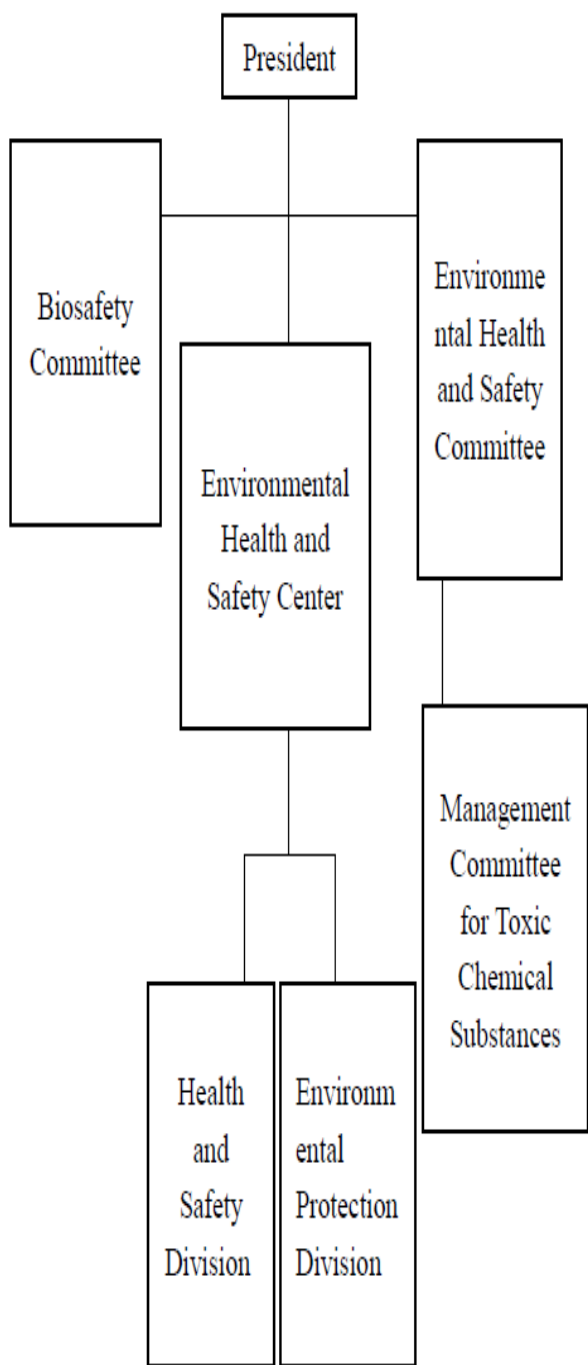 President
Biosafety
Committee
Environme
ntal Health
and Safety
Committee
Environmental
Health and
Safety Center
Management
Committee
for Toxic
Chemical
Substances
Health
and
Safety
Division
Environm
ental
Protection
Division